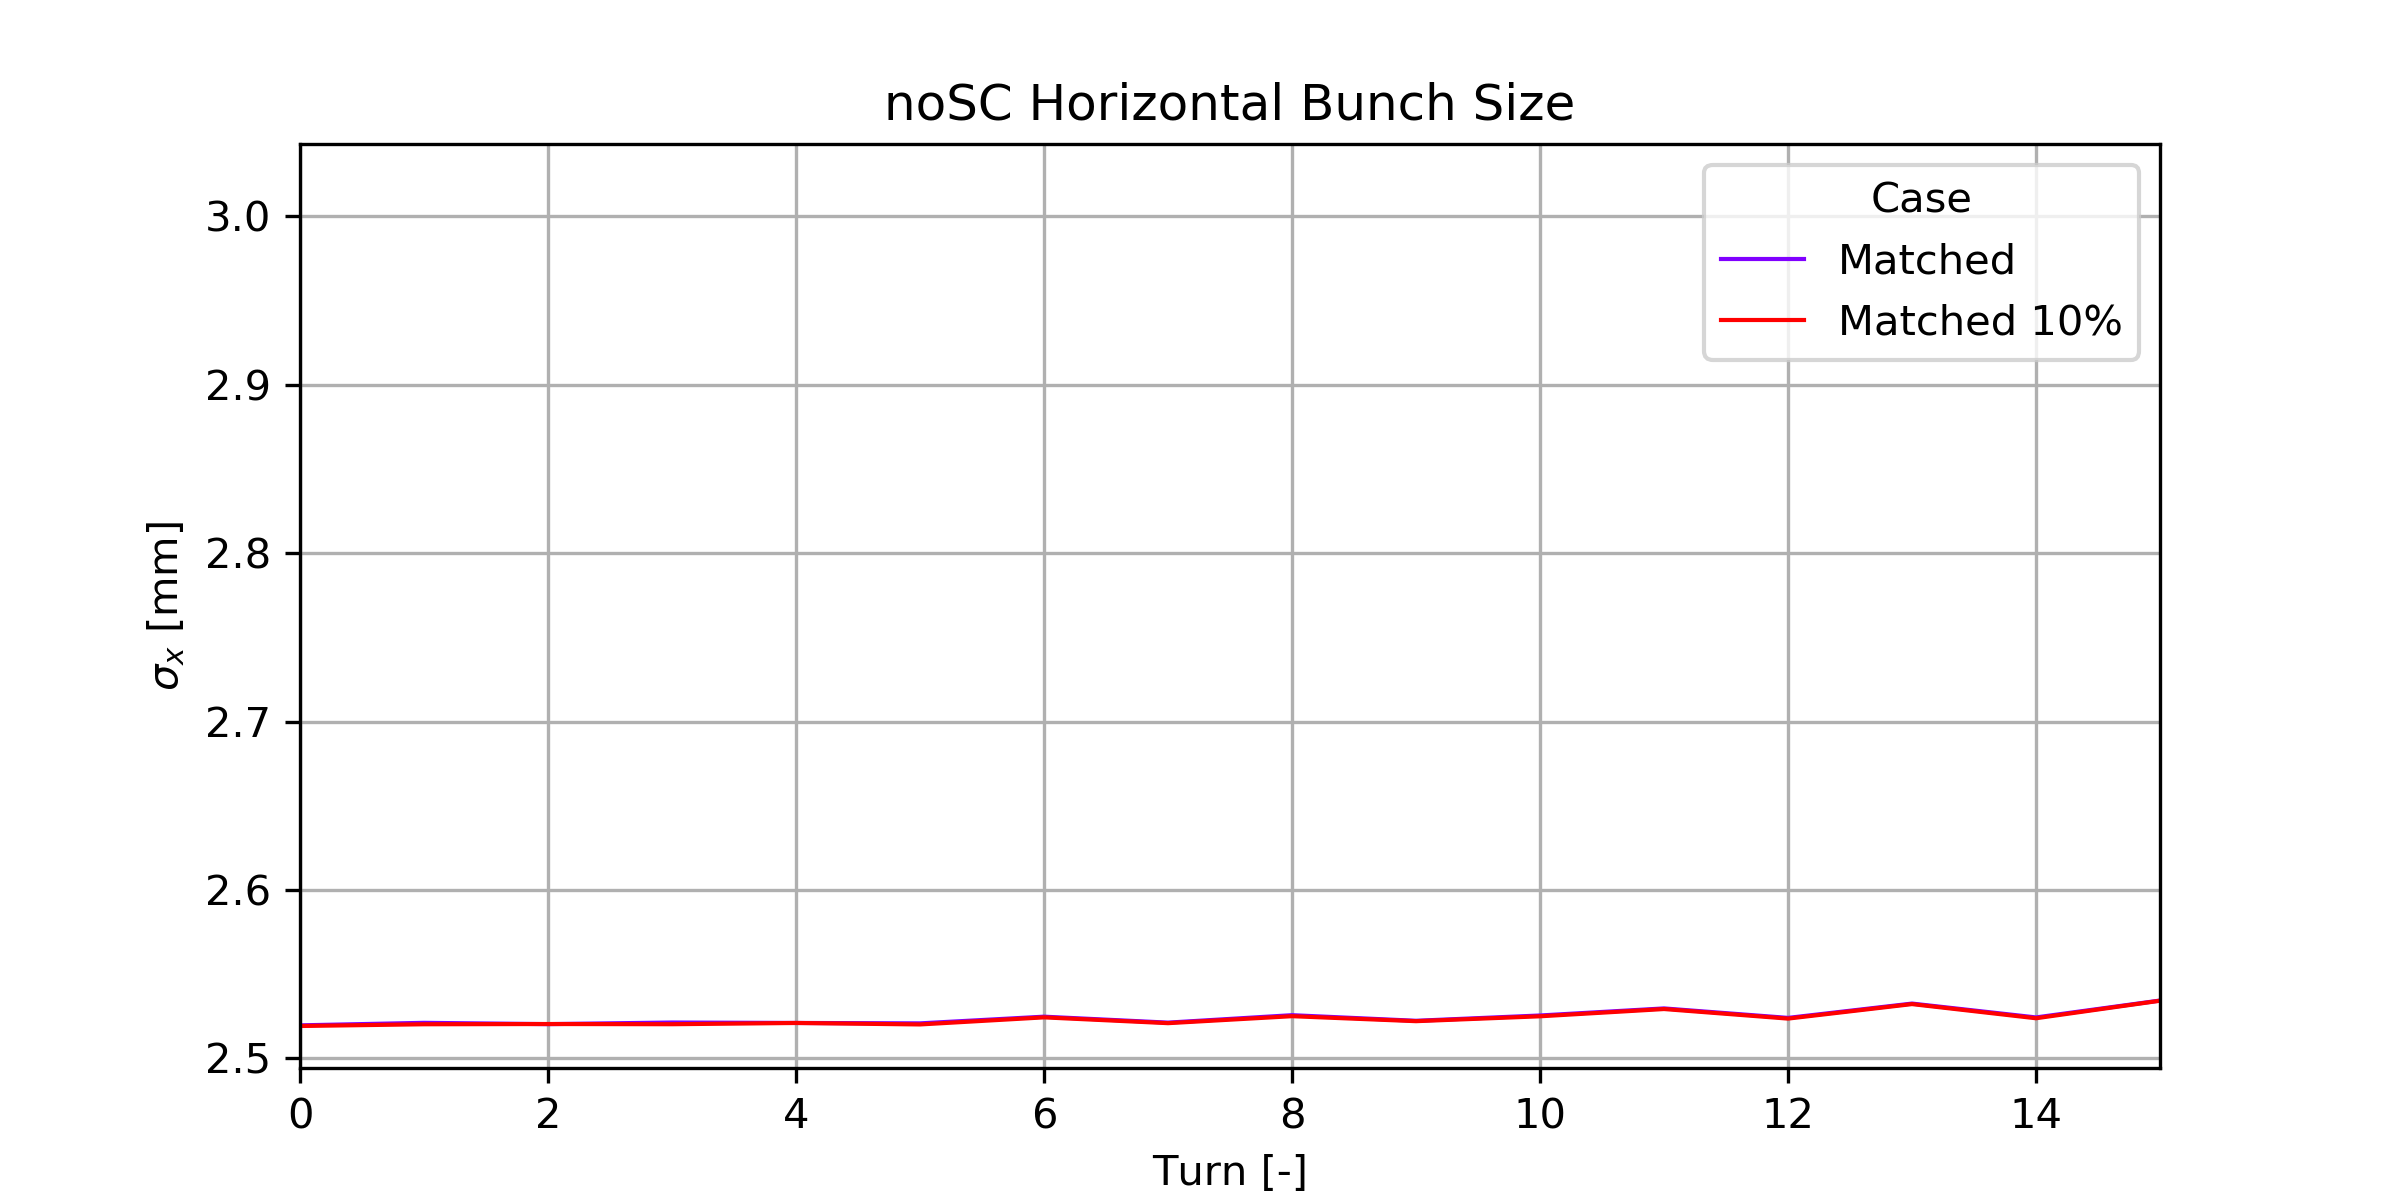 noSC Horizontal Bunch Size
Case
Matched
Matched 10%
3.0
2.9
2.8
2.7
2.6
2.5
σx [mm]
0 2 4 6 8 10 12 14
Turn [-]